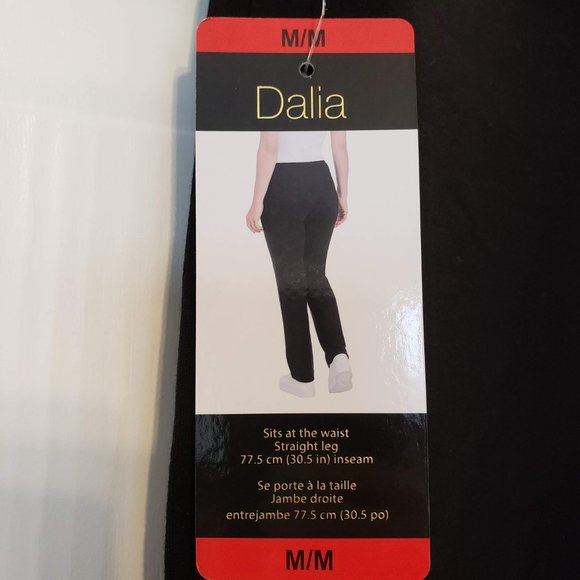 M/M
Dalia
Sits at the waist
Straight leg
77.5 cm (30.5 in) inseam
Se porte à la taille
Jambe droite
entrejambe 77.5 cm (30.5 po)
M/M